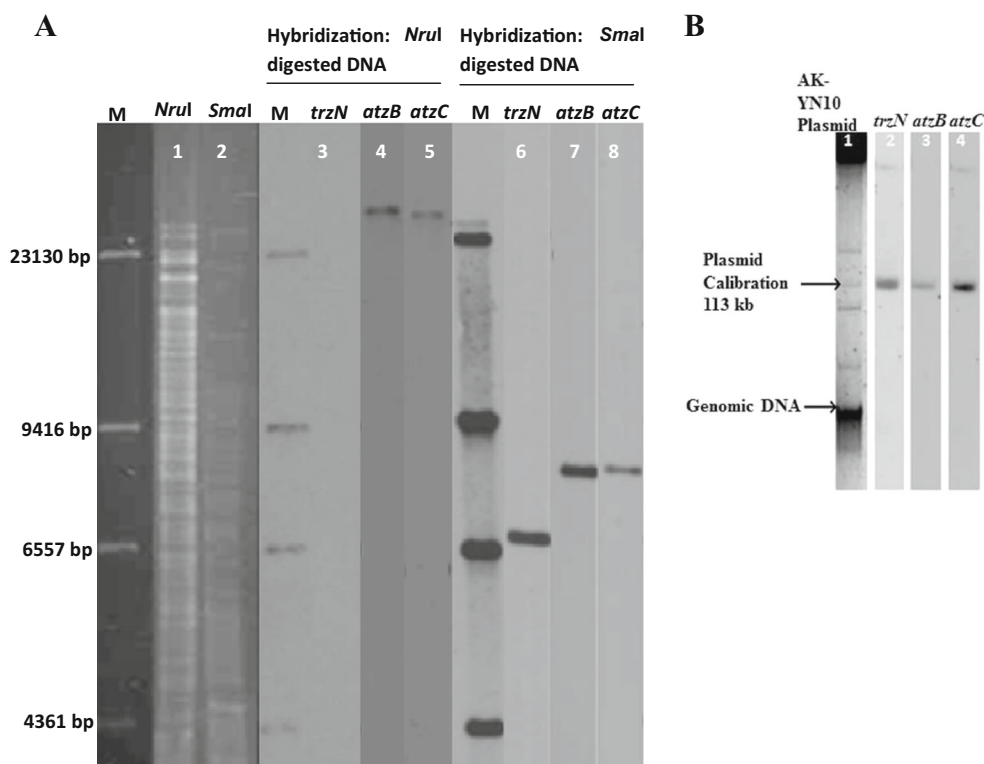 A
Hybridization: NruI
digested DNA
Hybridization: SmaI
digested DNA
M NruI SmaI M trzN atzB atzC M trzN atzB atzC
1 2 3 4 5 6 7 8
23130 bp
9416 bp
6557 bp
4361 bp
B
AK-
YN10
Plasmid trzN atzB atzC
1 2 3 4
Plasmid
Calibration
113 kb
Genomic DNA